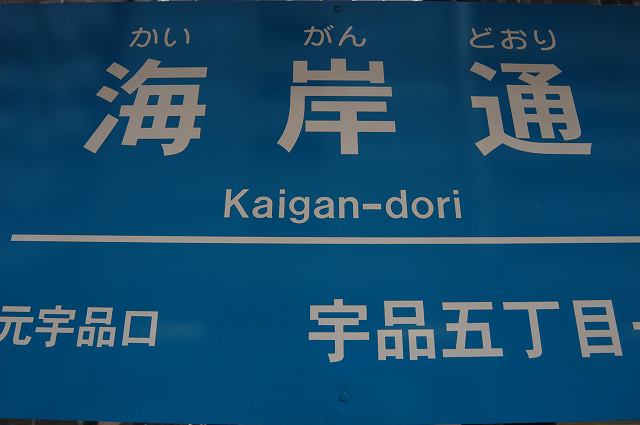 かい がん どおり
海岸通
Kaigan-dori
元宇品口 宇品五丁目